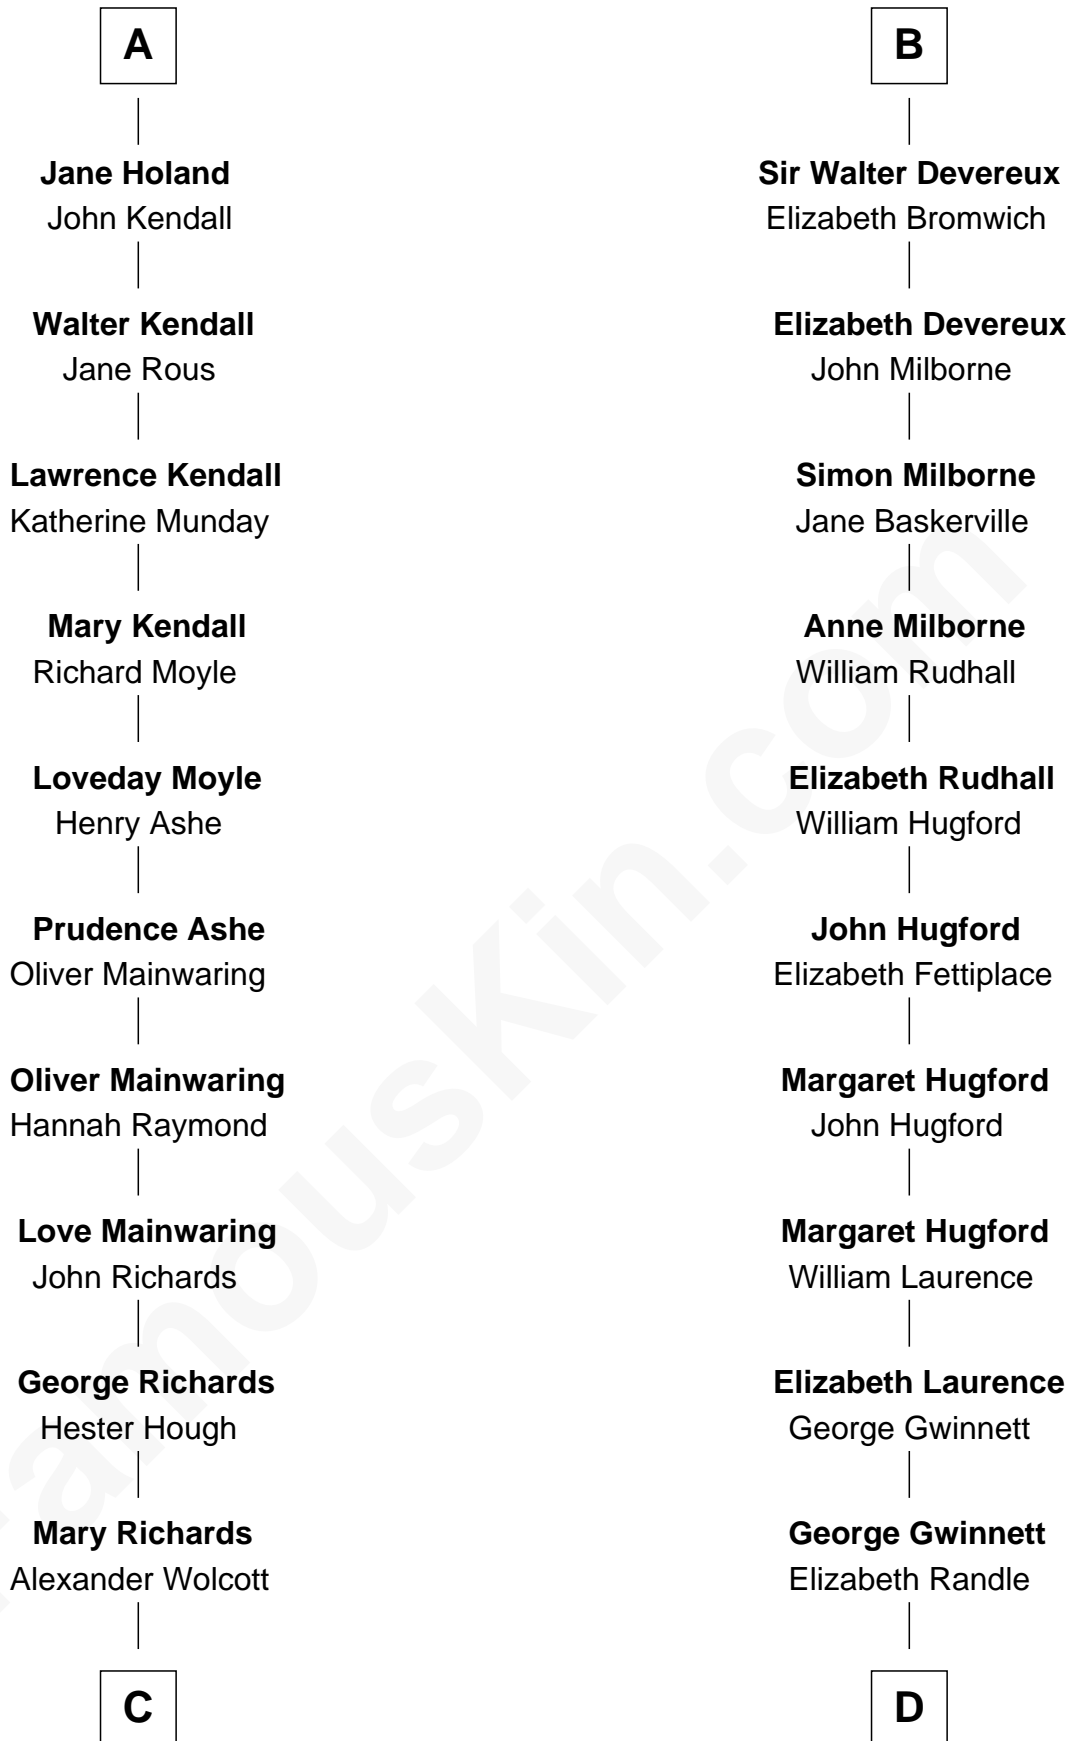 A
Jane Holand
John Kendall
Walter Kendall
Jane Rous
Lawrence Kendall
Katherine Munday
Mary Kendall
Richard Moyle
Loveday Moyle
Henry Ashe
Prudence Ashe
Oliver Mainwaring
Oliver Mainwaring
Hannah Raymond
Love Mainwaring
John Richards
George Richards
Hester Hough
Mary Richards
Alexander Wolcott
C
B
Sir Walter Devereux
Elizabeth Bromwich
Elizabeth Devereux
John Milborne
Simon Milborne
Jane Baskerville
Anne Milborne
William Rudhall
Elizabeth Rudhall
William Hugford
John Hugford
Elizabeth Fettiplace
Margaret Hugford
John Hugford
Margaret Hugford
William Laurence
Elizabeth Laurence
George Gwinnett
George Gwinnett
Elizabeth Randle
D
FamousKin.com